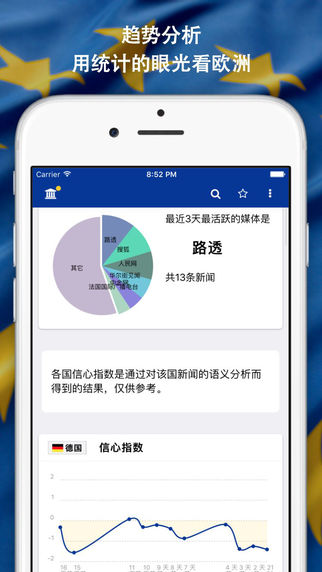 趋势分析
用统计的眼光看欧洲
Carrier 8:52 PM
最近3天最活跃的媒体是
路透
共13条新闻
路透
搜狐
人民网
华尔街见闻
法国国际广播电台
其它
各国信心指数是通过对该国新闻的语义分析而
得到的结果，仅供参考。
德国 信心指数
2
1
0
-1
-2
16 15 11 10 9 8 7 4 2 21
天 天 天 天 天